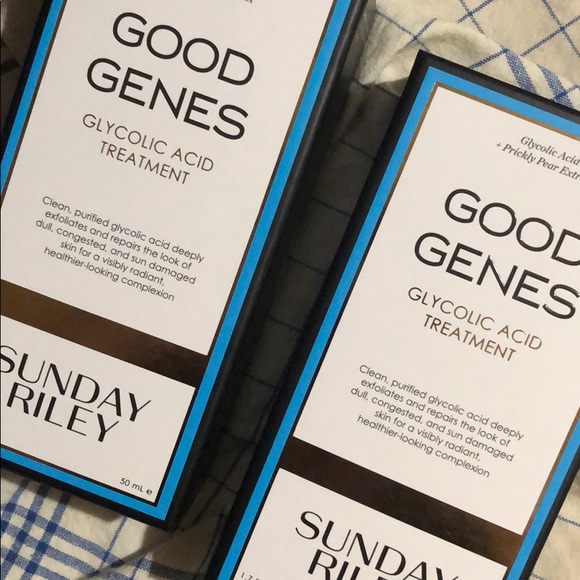 GOOD
GENES
GLYCOLIC ACID
TREATMENT
Clean, purified glycolic acid deeply
exfoliates and repairs the look of
dull, congested, and sun damaged
skin for a visibly radiant,
healthier-looking complexion
SUNDAY
RILEY
50 mL e
Glycolic Acid
+ Prickly Pear Extr
GOOD
GENES
GLYCOLIC ACID
TREATMENT
Clean, purified glycolic acid deeply
exfoliates and repairs the look of
dull, congested, and sun damaged
skin for a visibly radiant,
healthier-looking complexion
SUNDAY
RILEY